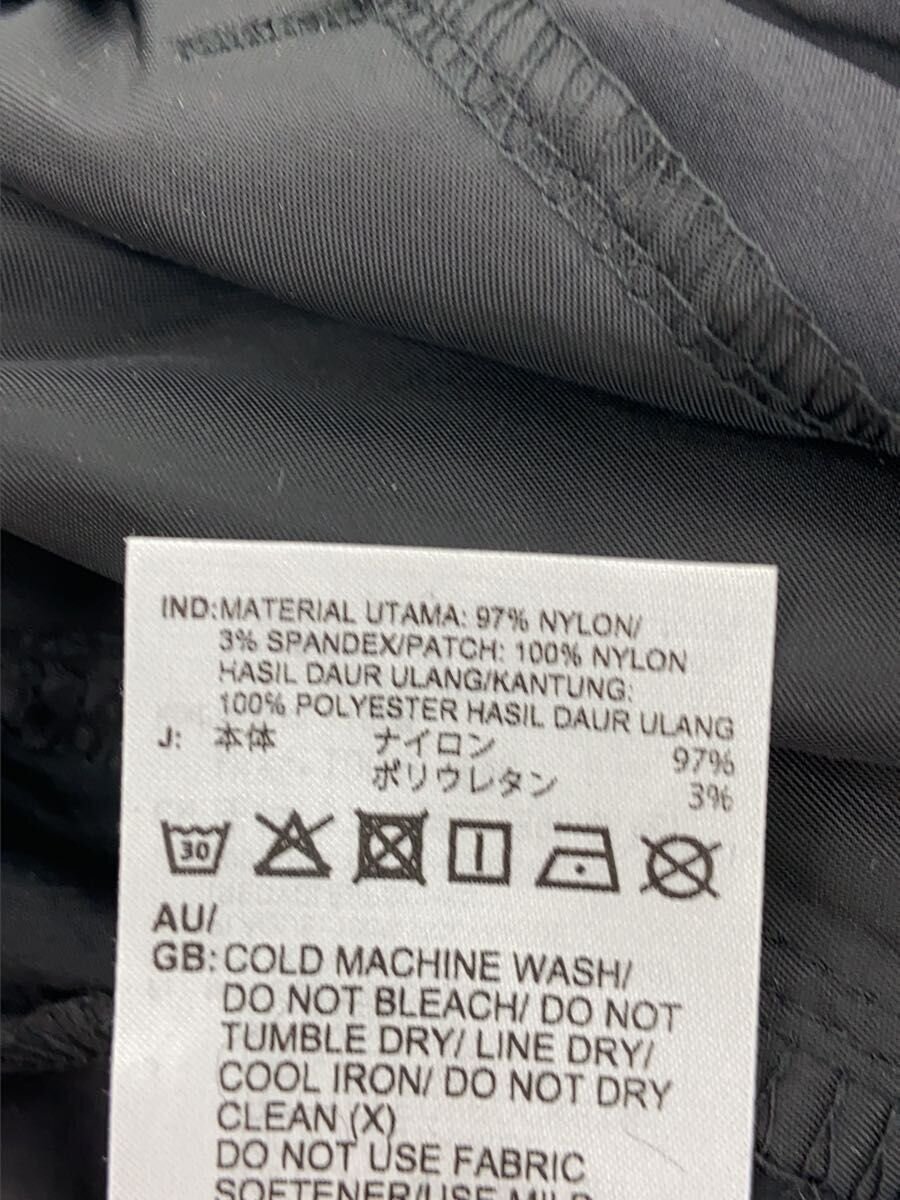 IND:MATERIAL UTAMA: 97% NYLON/
3% SPANDEX/PATCH: 100% NYLON
HASIL DAUR ULANG/KANTUNG:
100% POLYESTER HASIL DAUR ULANG
J: 本体 ナイロン 97%
ポリウレタン 3%
30
AU/
GB: COLD MACHINE WASH/
DO NOT BLEACH/ DO NOT
TUMBLE DRY/ LINE DRY/
COOL IRON/ DO NOT DRY
CLEAN (X)
DO NOT USE FABRIC
SOFTENER/USE MILD